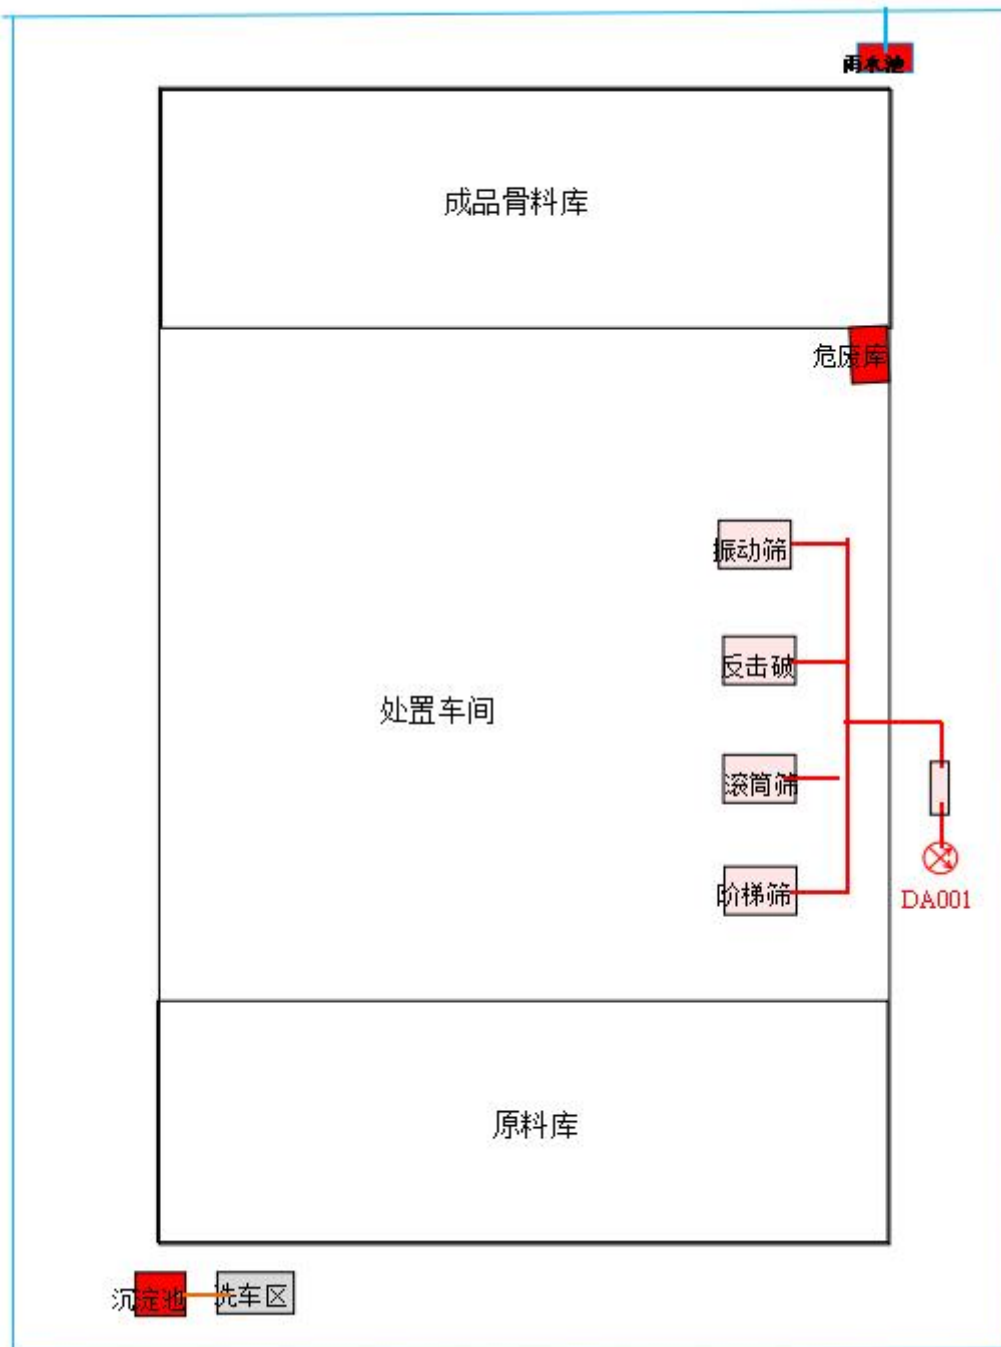 雨水池
成品骨料库
危废库
振动筛
反击破
处置车间
滚筒筛
阶梯筛
DA001
原料库
沉淀池
洗车区